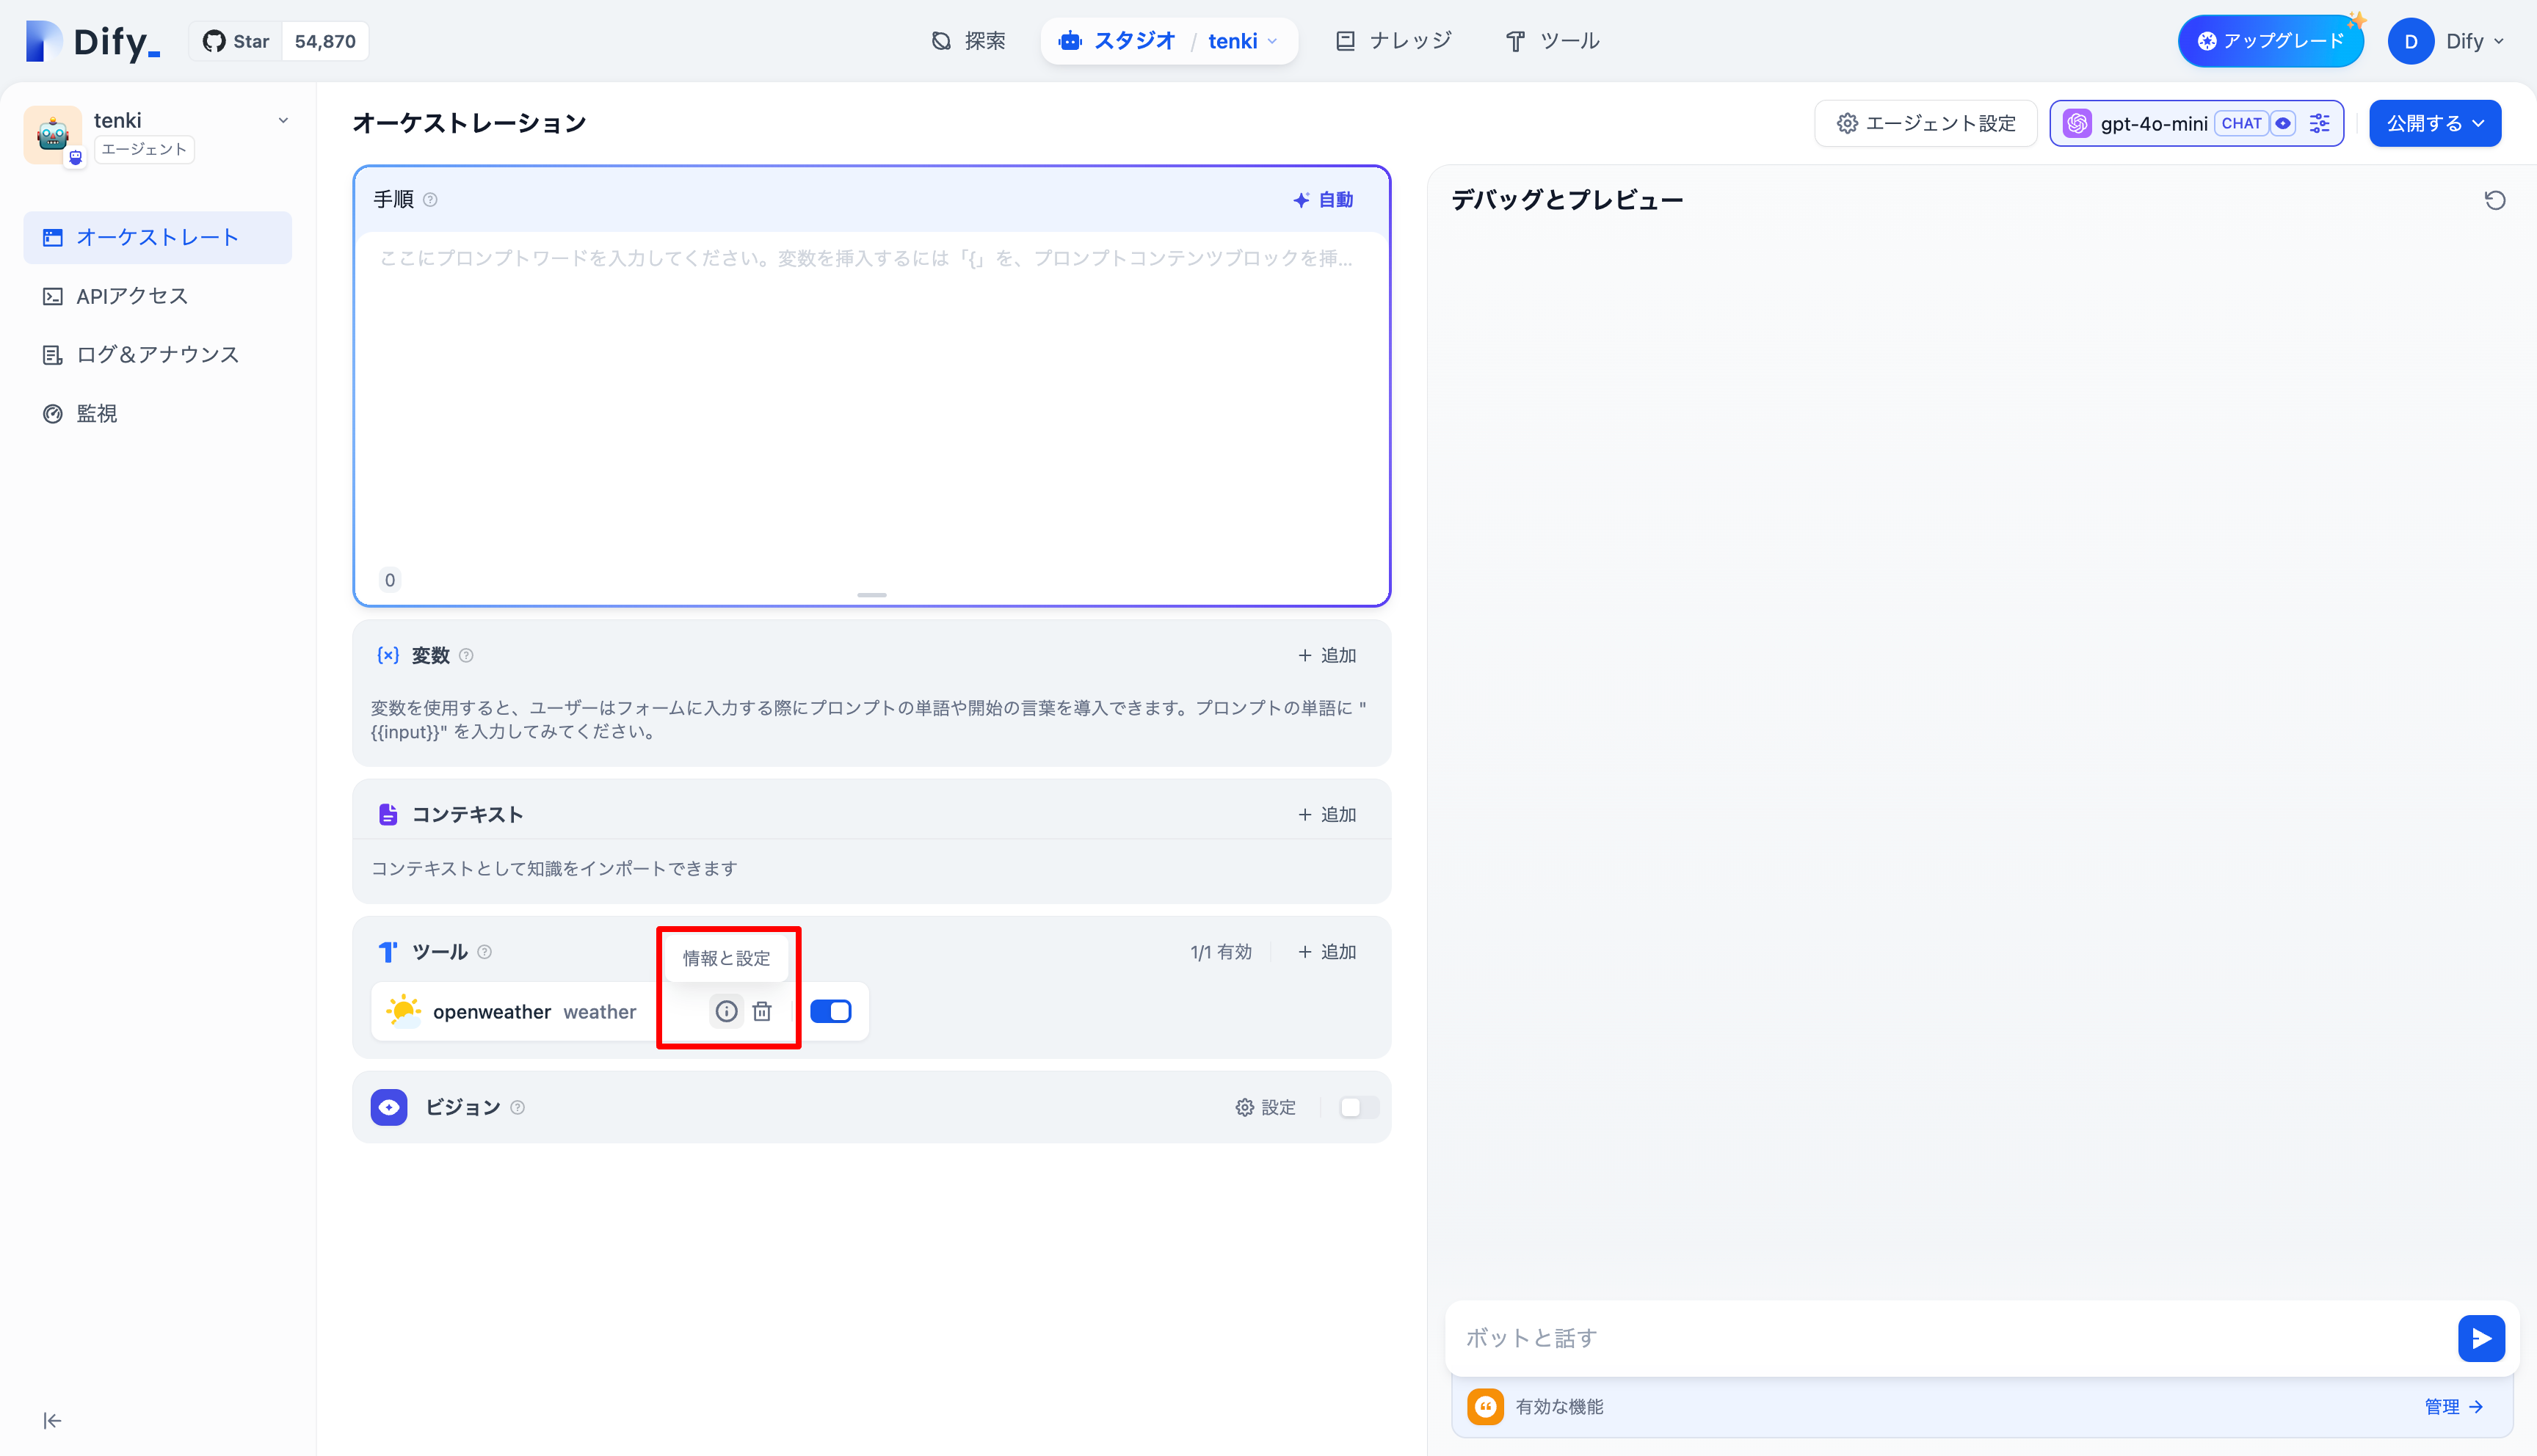 Dify_
Star 54,870
探索
スタジオ / tenki
ナレッジ
ツール
アップグレード
D Dify
tenki
エージェント
オーケストレート
APIアクセス
ログ＆アナウンス
監視
オーケストレーション
エージェント設定
gpt-4o-mini CHAT
公開する
手順
自動
ここにプロンプトワードを入力してください。変数を挿入するには「{」を、プロンプトコンテンツブロックを挿...
0
変数
+ 追加
変数を使用すると、ユーザーはフォームに入力する際にプロンプトの単語や開始の言葉を導入できます。プロンプトの単語に "
{{input}}" を入力してみてください。
コンテキスト
+ 追加
コンテキストとして知識をインポートできます
ツール
情報と設定
1/1 有効
+ 追加
openweather weather
ビジョン
設定
デバッグとプレビュー
ボットと話す
有効な機能
管理 →